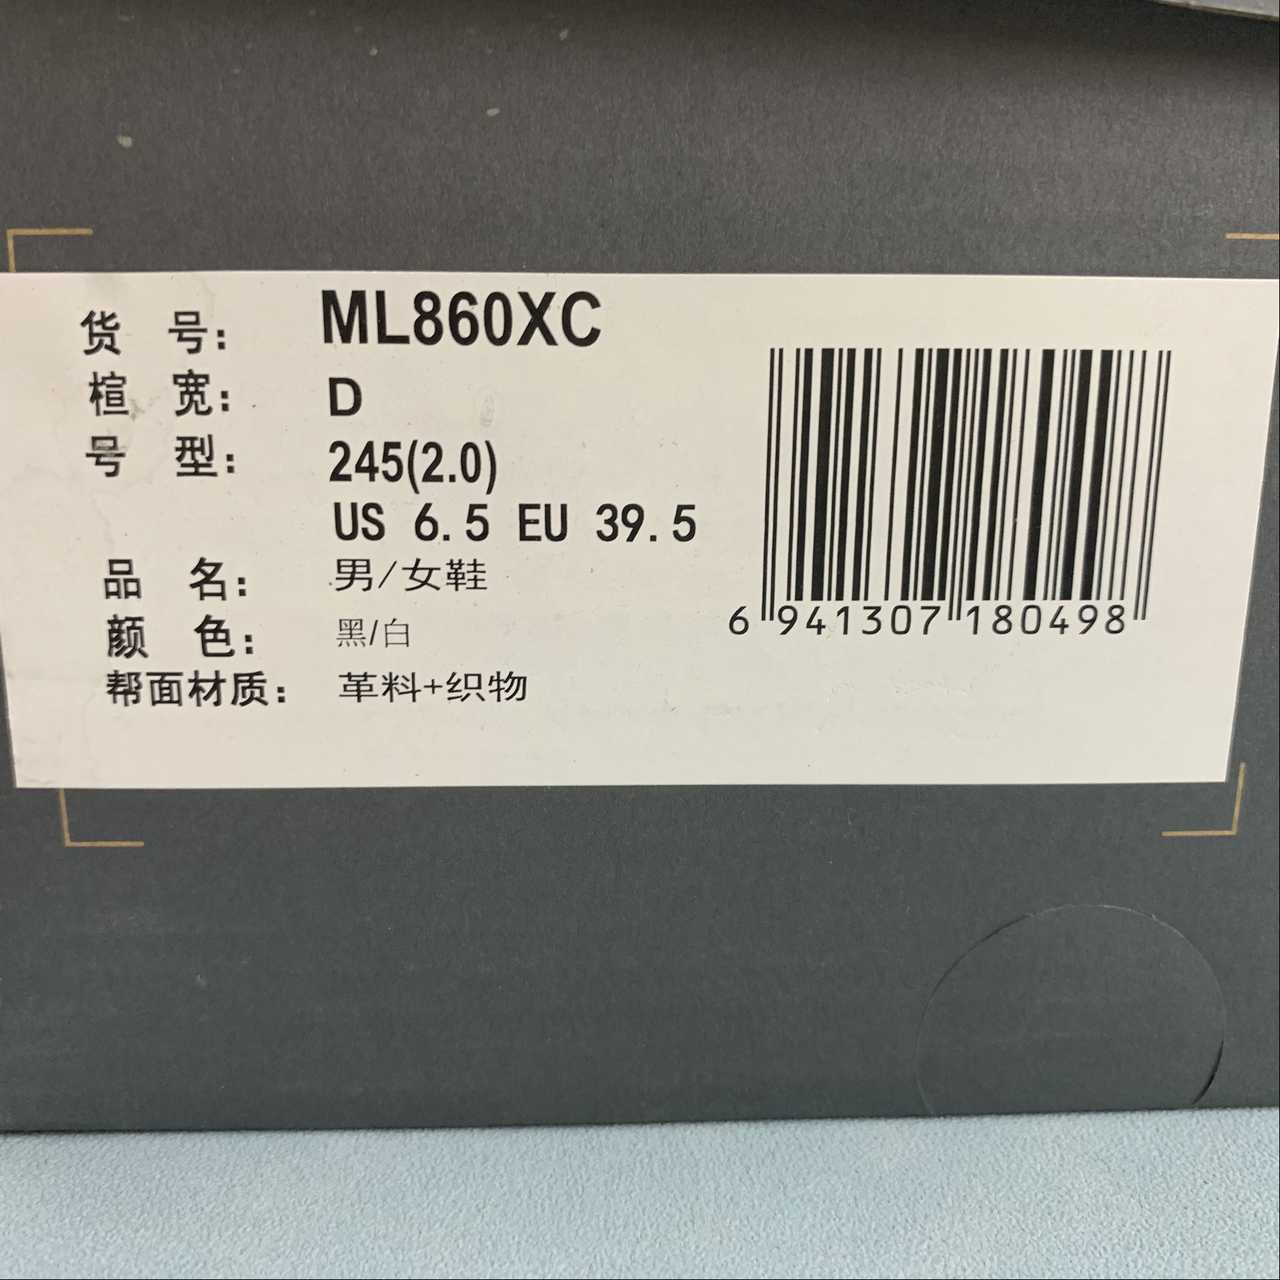 货 号： ML860XC
楦 宽： D
号 型： 245(2.0)
US 6.5 EU 39.5
品 名： 男/女鞋
颜 色： 黑/白
帮面材质： 革料+织物
6 941307 180498